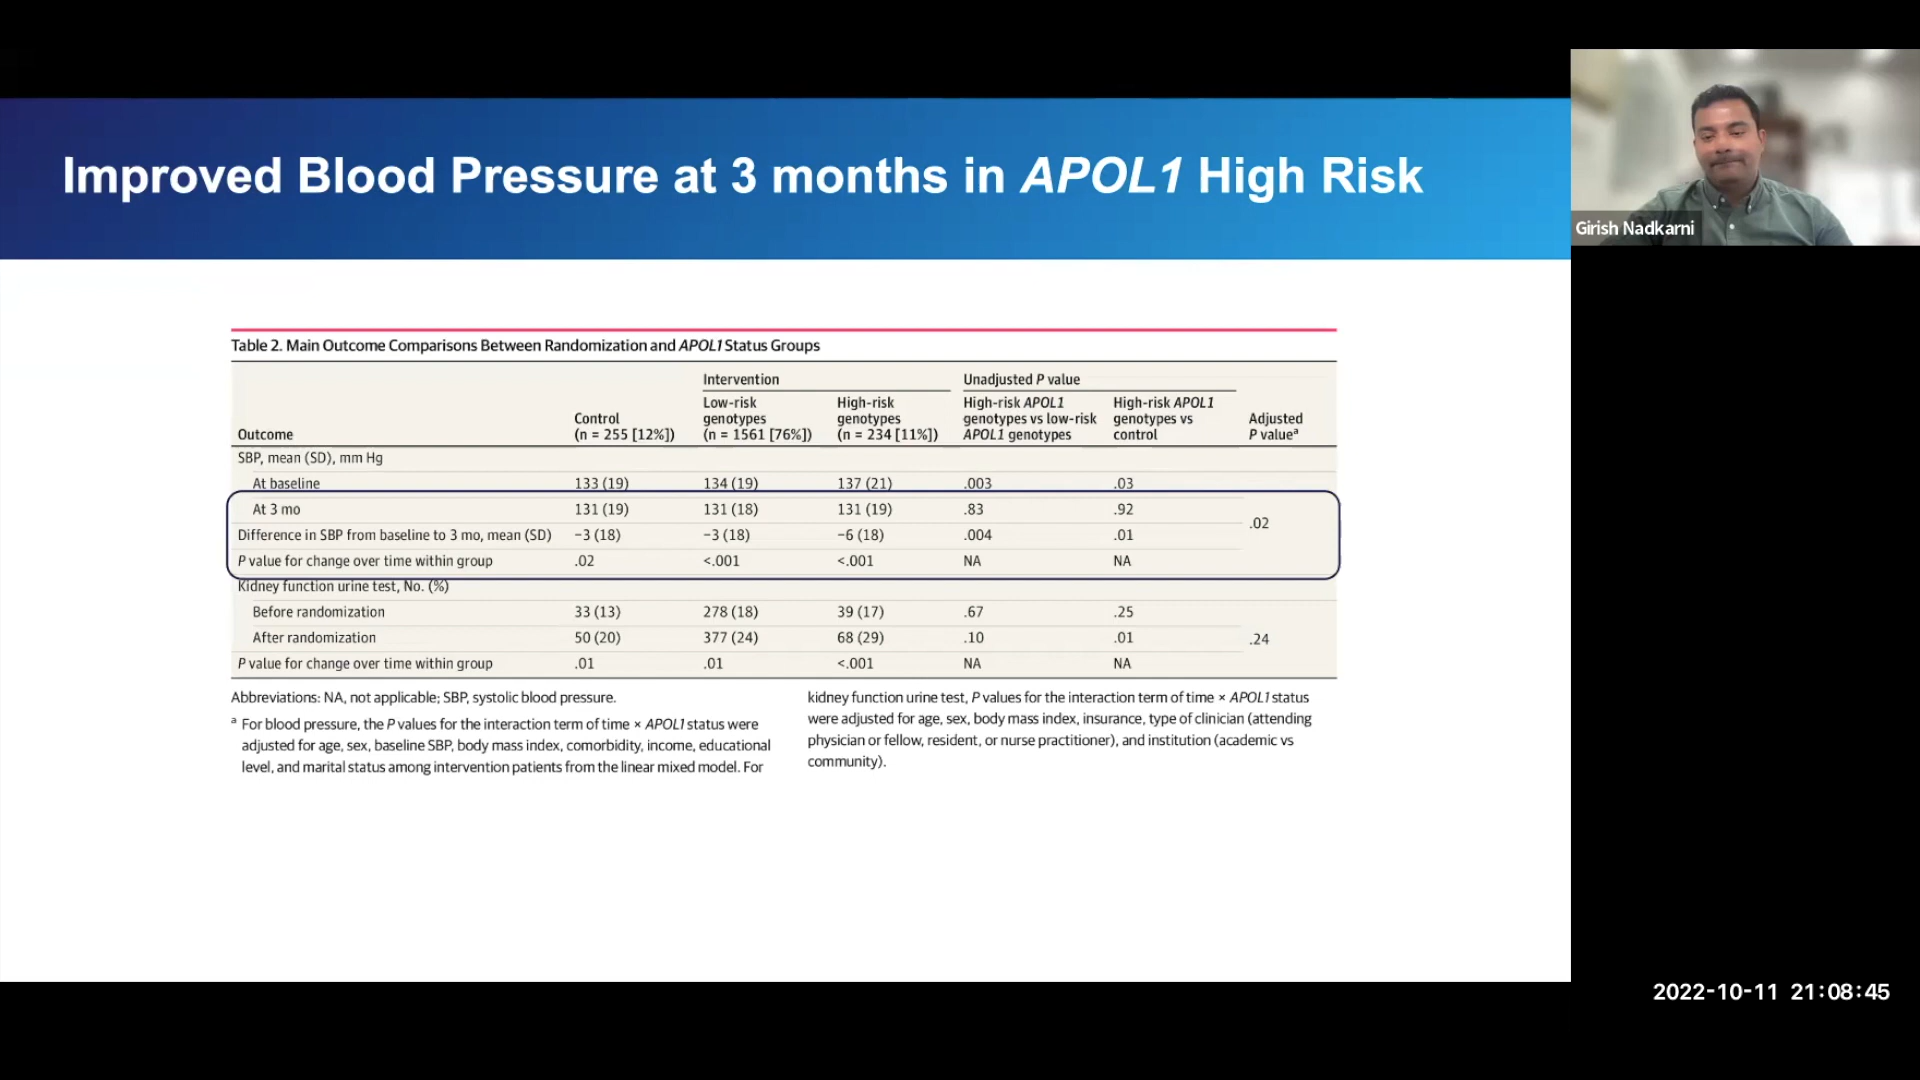 Improved Blood Pressure at 3 months in APOL1 High Risk
Girish Nadkarni
Table 2. Main Outcome Comparisons Between Randomization and APOL1 Status Groups
Intervention Unadjusted P value
Outcome Control (n = 255 [12%]) Low-risk genotypes (n = 1561 [76%]) High-risk genotypes (n = 234 [11%]) High-risk APOL1 genotypes vs low-risk APOL1 genotypes High-risk APOL1 genotypes vs control Adjusted P valueᵃ
SBP, mean (SD), mm Hg
At baseline 133 (19) 134 (19) 137 (21) .003 .03
At 3 mo 131 (19) 131 (18) 131 (19) .83 .92
.02
Difference in SBP from baseline to 3 mo, mean (SD) −3 (18) −3 (18) −6 (18) .004 .01
P value for change over time within group .02 <.001 <.001 NA NA
Kidney function urine test, No. (%)
Before randomization 33 (13) 278 (18) 39 (17) .67 .25
After randomization 50 (20) 377 (24) 68 (29) .10 .01 .24
P value for change over time within group .01 .01 <.001 NA NA
Abbreviations: NA, not applicable; SBP, systolic blood pressure.
ᵃ For blood pressure, the P values for the interaction term of time × APOL1 status were
adjusted for age, sex, baseline SBP, body mass index, comorbidity, income, educational
level, and marital status among intervention patients from the linear mixed model. For
kidney function urine test, P values for the interaction term of time × APOL1 status
were adjusted for age, sex, body mass index, insurance, type of clinician (attending
physician or fellow, resident, or nurse practitioner), and institution (academic vs
community).
2022-10-11 21:08:45